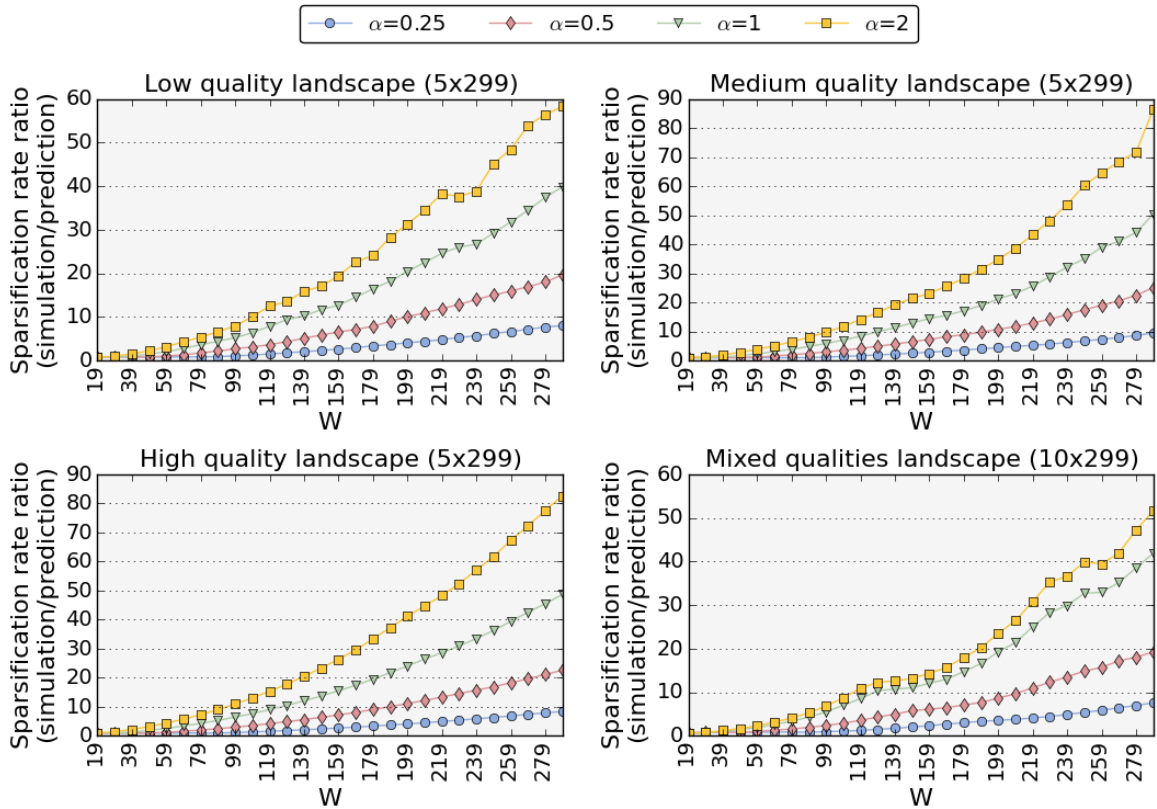 α=0.25 α=0.5 α=1 α=2
Low quality landscape (5x299)
Sparsification rate ratio
(simulation/prediction)
60
50
40
30
20
10
0
19 39 59 79 99 119 139 159 179 199 219 239 259 279
W
Medium quality landscape (5x299)
Sparsification rate ratio
(simulation/prediction)
90
80
70
60
50
40
30
20
10
0
19 39 59 79 99 119 139 159 179 199 219 239 259 279
W
High quality landscape (5x299)
Sparsification rate ratio
(simulation/prediction)
90
80
70
60
50
40
30
20
10
0
19 39 59 79 99 119 139 159 179 199 219 239 259 279
W
Mixed qualities landscape (10x299)
Sparsification rate ratio
(simulation/prediction)
60
50
40
30
20
10
0
19 39 59 79 99 119 139 159 179 199 219 239 259 279
W